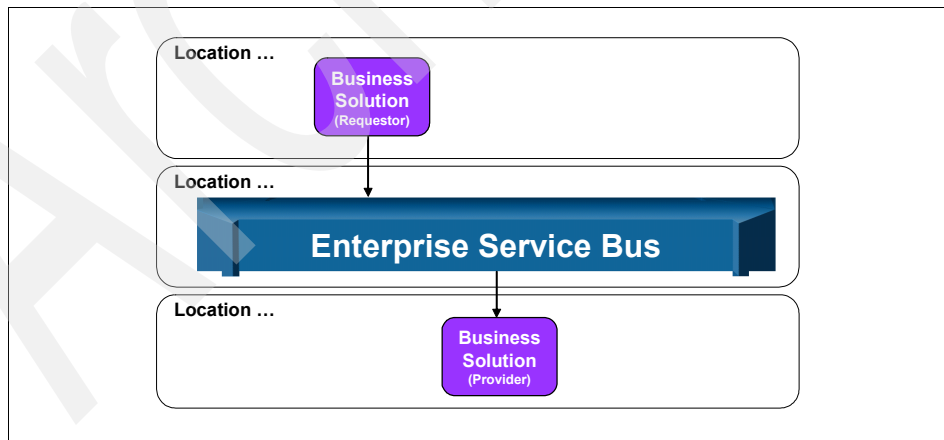 Location …
Business
Solution
(Requestor)
Location …
Enterprise Service Bus
Location …
Business
Solution
(Provider)